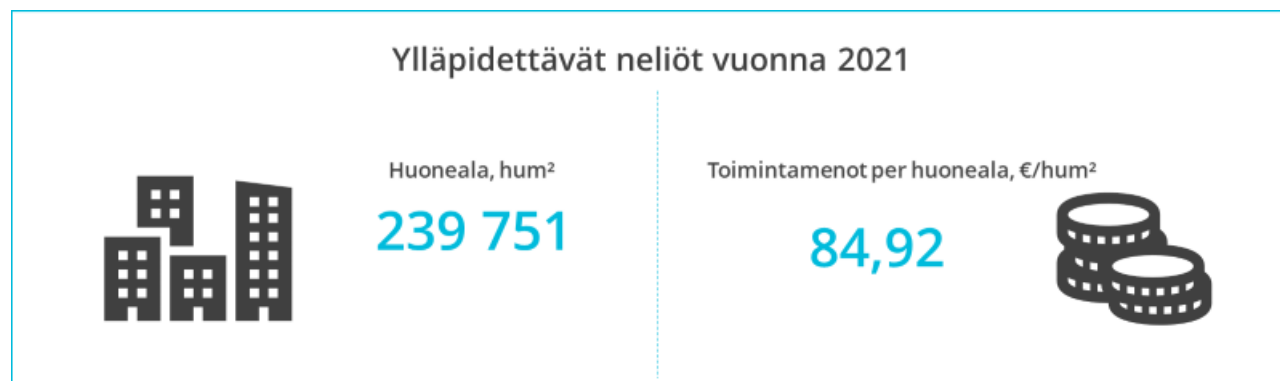 Ylläpidettävät neliöt vuonna 2021
Huoneala, hum²
239 751
Toimintamenot per huoneala, €/hum²
84,92